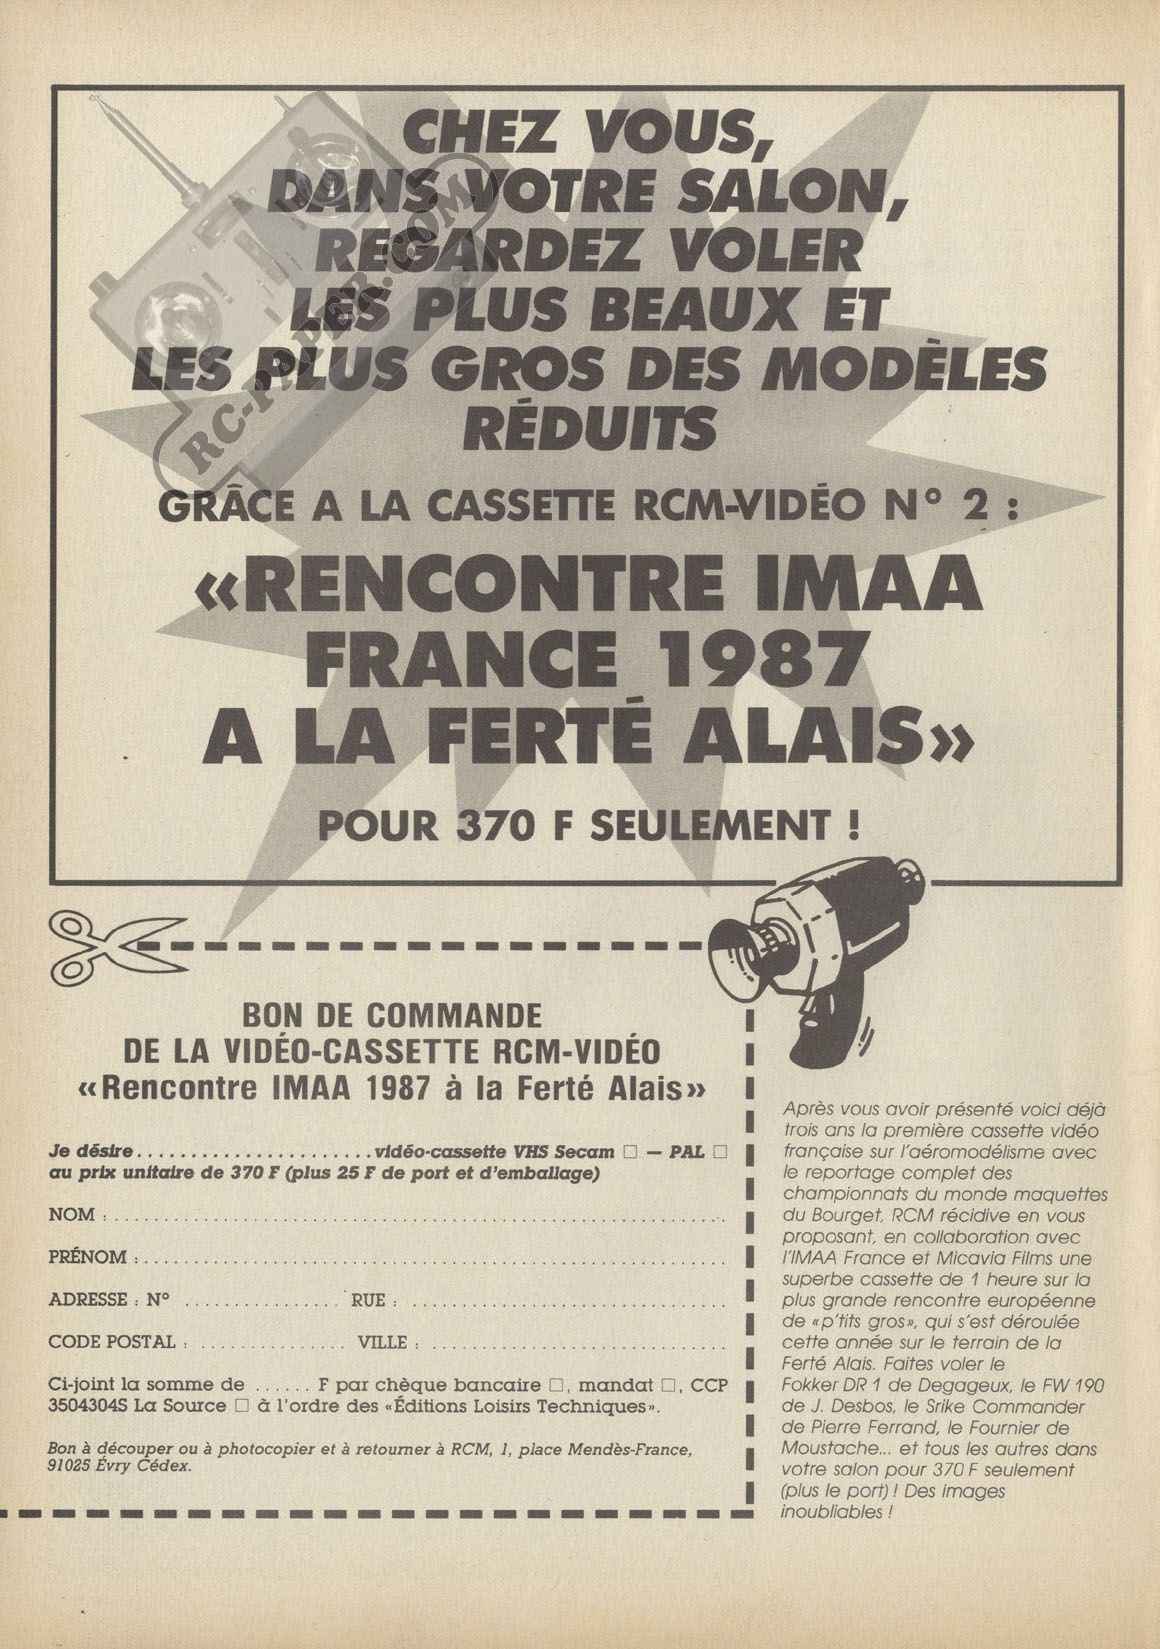 CHEZ VOUS,
DANS VOTRE SALON,
REGARDEZ VOLER
LES PLUS BEAUX ET
LES PLUS GROS DES MODÈLES
RÉDUITS
RC-PAPER.COM
GRÂCE A LA CASSETTE RCM-VIDÉO N° 2 :
«RENCONTRE IMAA
FRANCE 1987
A LA FERTÉ ALAIS»
POUR 370 F SEULEMENT !
BON DE COMMANDE
DE LA VIDÉO-CASSETTE RCM-VIDÉO
«Rencontre IMAA 1987 à la Ferté Alais»
Je désire.......................vidéo-cassette VHS Secam □ — PAL □
au prix unitaire de 370 F (plus 25 F de port et d'emballage)
NOM :..............................................................
PRÉNOM :...........................................................
ADRESSE : N° ................ RUE : ................................
CODE POSTAL : ............... VILLE : ..............................
Ci-joint la somme de ...... F par chèque bancaire □, mandat □, CCP
3504304S La Source □ à l'ordre des «Éditions Loisirs Techniques».
Bon à découper ou à photocopier et à retourner à RCM, 1, place Mendès-France,
91025 Évry Cédex.
Après vous avoir présenté voici déjà
trois ans la première cassette vidéo
française sur l'aéromodélisme avec
le reportage complet des
championnats du monde maquettes
du Bourget, RCM récidive en vous
proposant, en collaboration avec
l'IMAA France et Micavia Films une
superbe cassette de 1 heure sur la
plus grande rencontre européenne
de «p'tits gros», qui s'est déroulée
cette année sur le terrain de la
Ferté Alais. Faites voler le
Fokker DR 1 de Degageux, le FW 190
de J. Desbos, le Srike Commander
de Pierre Ferrand, le Fournier de
Moustache... et tous les autres dans
votre salon pour 370 F seulement
(plus le port) ! Des images
inoubliables !